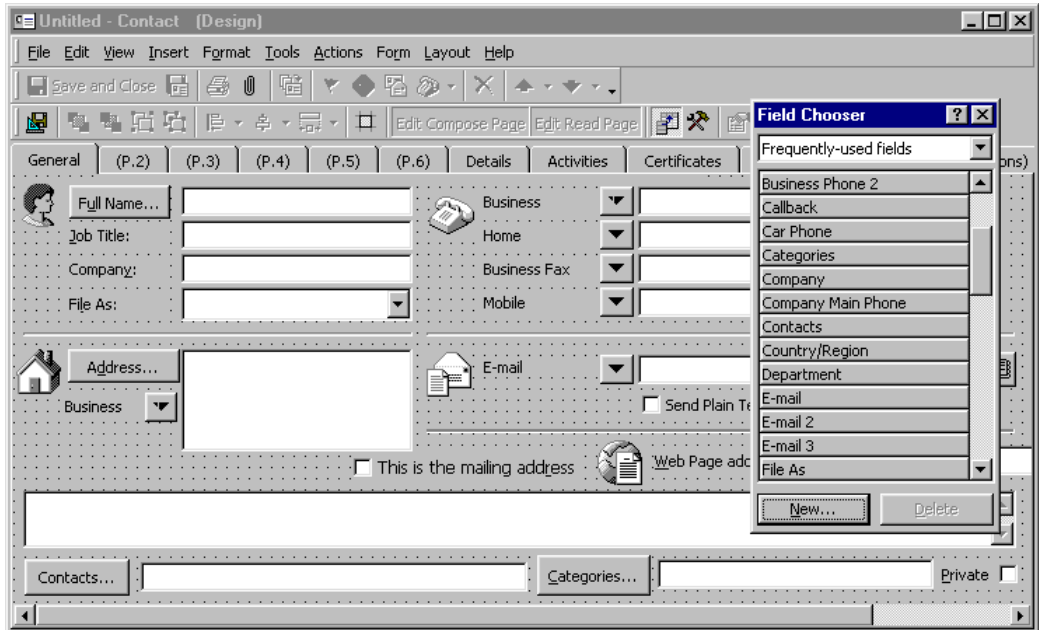 Untitled - Contact (Design)
File Edit View Insert Format Tools Actions Form Layout Help
Save and Close
Edit Compose Page Edit Read Page
General (P.2) (P.3) (P.4) (P.5) (P.6) Details Activities Certificates ons)
Full Name...
Job Title:
Company:
File As:
Business
Home
Business Fax
Mobile
Address...
Business
E-mail
Send Plain Te
This is the mailing address
Web Page add
Contacts...
Categories...
Private
Field Chooser
Frequently-used fields
Business Phone 2
Callback
Car Phone
Categories
Company
Company Main Phone
Contacts
Country/Region
Department
E-mail
E-mail 2
E-mail 3
File As
New... Delete